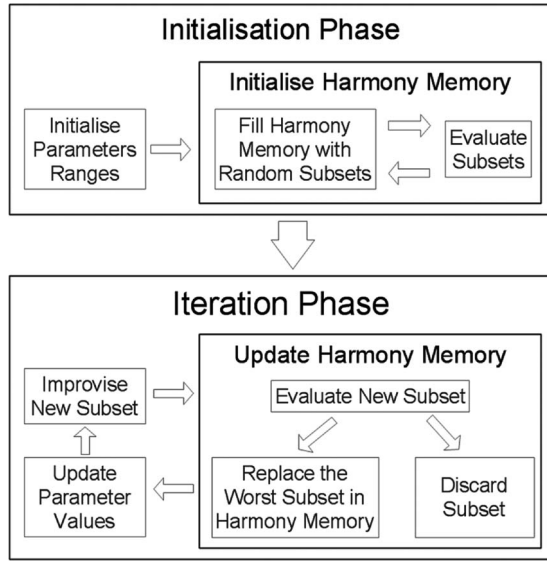 Initialisation Phase
Initialise Harmony Memory
Initialise
Parameters
Ranges
Fill Harmony
Memory with
Random Subsets
Evaluate
Subsets
Iteration Phase
Update Harmony Memory
Improvise
New Subset
Evaluate New Subset
Update
Parameter
Values
Replace the
Worst Subset in
Harmony Memory
Discard
Subset